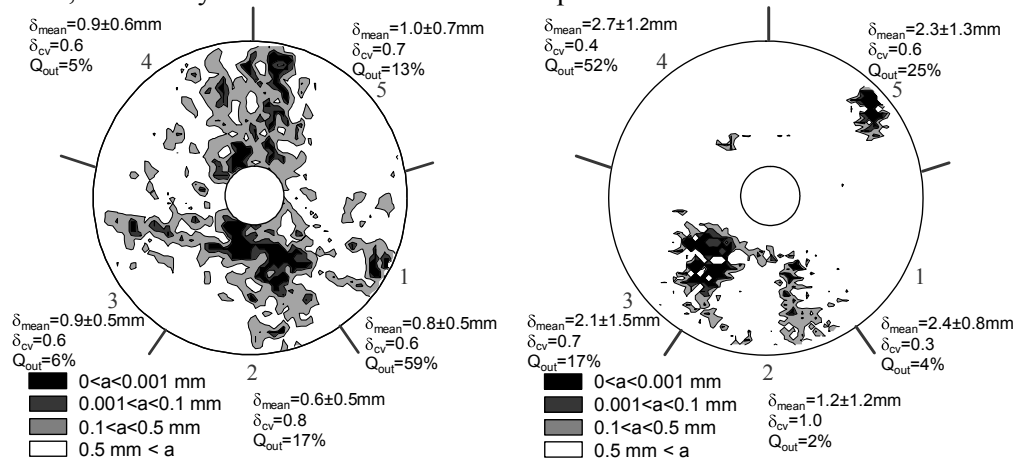 δmean=0.9±0.6mm
δcv=0.6
Qout=5%
4
δmean=1.0±0.7mm
δcv=0.7
Qout=13%
5
3
δmean=0.9±0.5mm
δcv=0.6
Qout=6%
1
δmean=0.8±0.5mm
δcv=0.6
Qout=59%
2
δmean=0.6±0.5mm
δcv=0.8
Qout=17%
0<a<0.001 mm
0.001<a<0.1 mm
0.1<a<0.5 mm
0.5 mm < a
δmean=2.7±1.2mm
δcv=0.4
Qout=52%
4
δmean=2.3±1.3mm
δcv=0.6
Qout=25%
5
3
δmean=2.1±1.5mm
δcv=0.7
Qout=17%
1
δmean=2.4±0.8mm
δcv=0.3
Qout=4%
2
δmean=1.2±1.2mm
δcv=1.0
Qout=2%
0<a<0.001 mm
0.001<a<0.1 mm
0.1<a<0.5 mm
0.5 mm < a